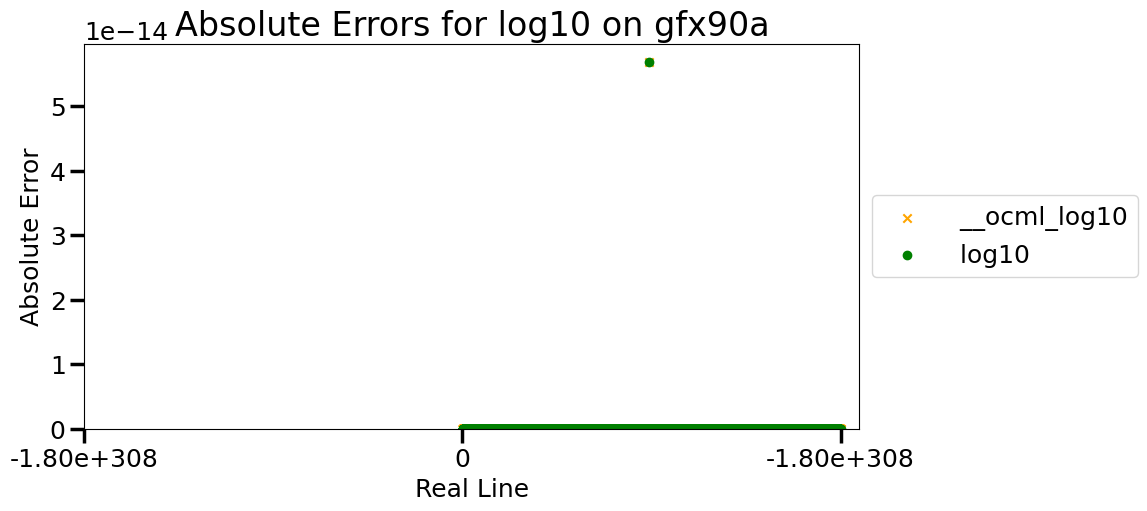 Absolute Errors for log10 on gfx90a
1e−14
5
4
3
2
1
0
Absolute Error
-1.80e+308
0
-1.80e+308
Real Line
__ocml_log10
log10